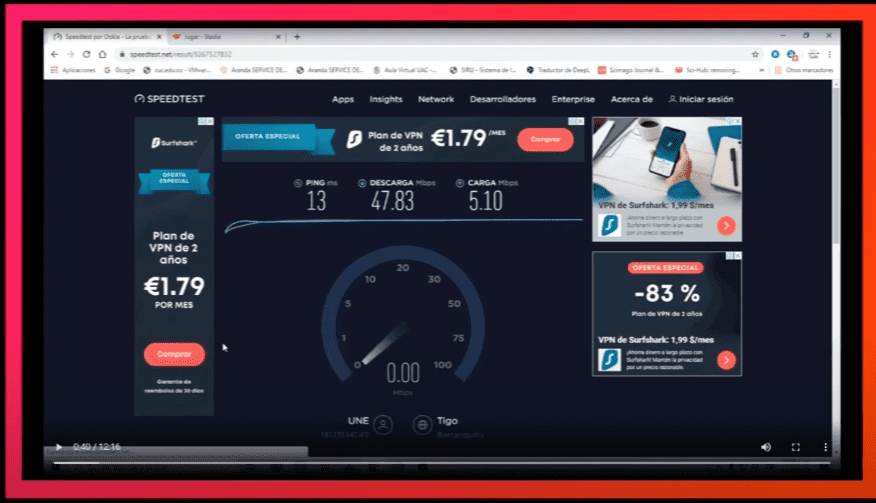 Speedtest por Ookla - La prueba
Jugar - Stadia
speedtest.net/result/9267527832
Aplicaciones
Google
Aranda SERVICE DE...
Aranda SERVICE DE...
Aula Virtual UAC -...
SIRU - Sistema de I...
Traductor de DeepL
Scimago Journal &...
Sci-Hub: removing...
Otros marcadores
SPEEDTEST
Apps
Insights
Network
Desarrolladores
Enterprise
Acerca de
Iniciar sesión
Surfshark
OFERTA
ESPECIAL
Plan de
VPN de 2
años
€1.79
POR MES
Comprar
Garantía de
reembolso de 30 días
OFERTA ESPECIAL
Plan de VPN
de 2 años
€1.79 /MES
Comprar
PING ms
13
DESCARGA Mbps
47.83
CARGA Mbps
5.10
0
1
5
10
20
30
50
75
100
0.00
Mbps
UNE
Tigo
Barranquilla
VPN de Surfshark: 1,99 $/mes
¡Ahorra dinero a largo plazo con
Surfshark! Mantén la privacidad
por un precio razonable
OFERTA ESPECIAL
-83 %
Plan de VPN de 2 años
VPN de Surfshark: 1,99 $/mes
¡Ahorra dinero a largo plazo con
Surfshark! Mantén la privacidad
por un precio razonable
0:40 / 12:16